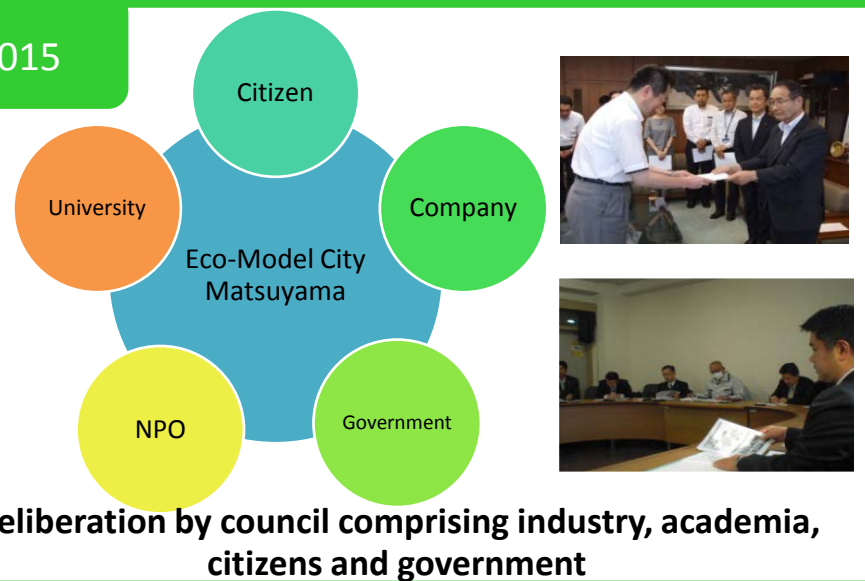 015
Citizen
University
Company
Eco-Model City
Matsuyama
NPO
Government
eliberation by council comprising industry, academia,
citizens and government